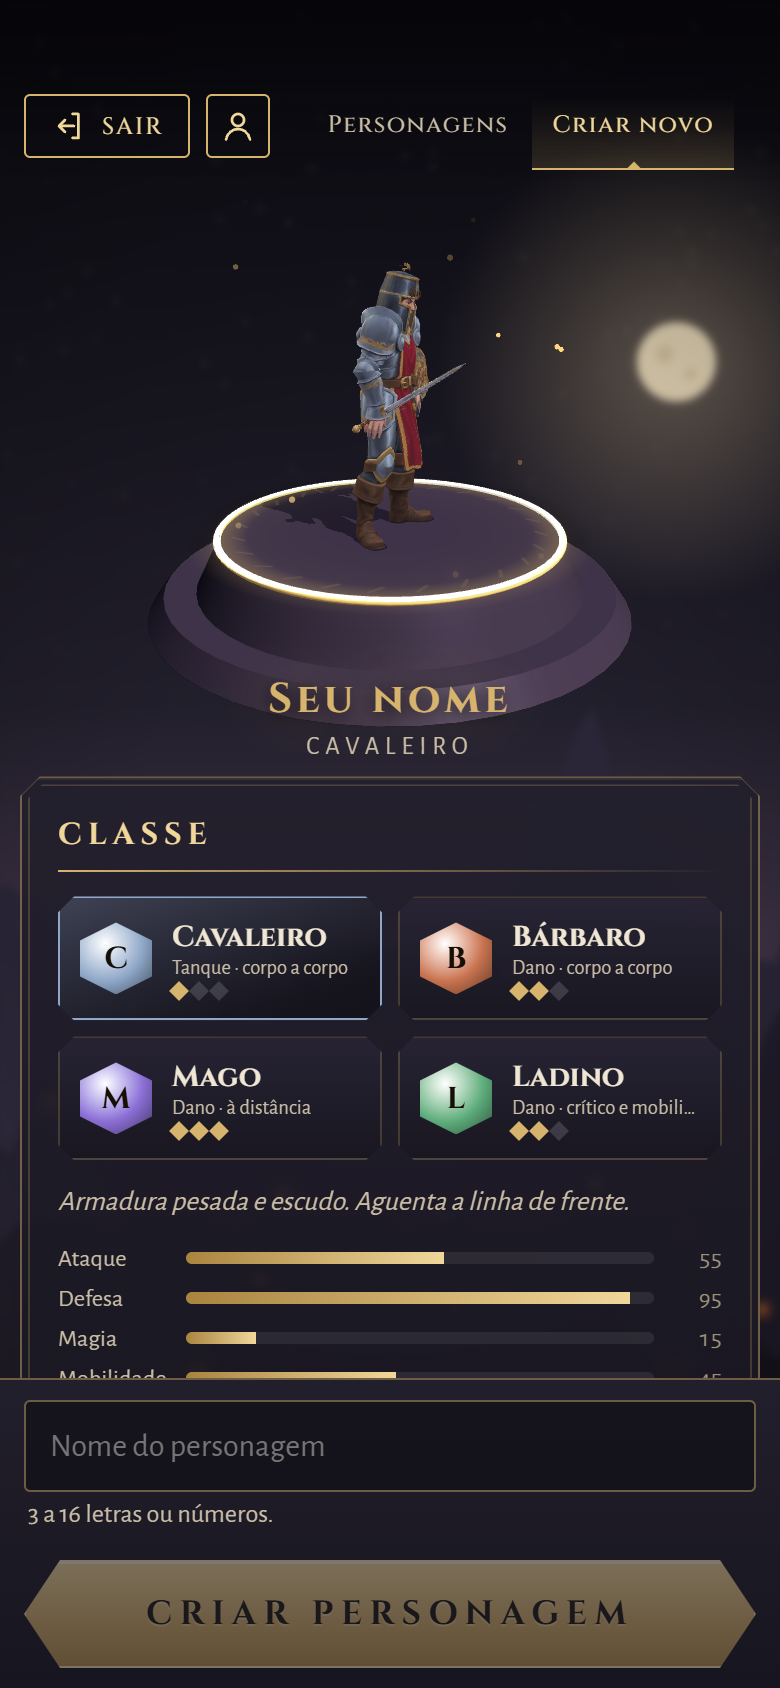 SAIR
Personagens
Criar novo
Seu nome
CAVALEIRO
CLASSE
C
Cavaleiro
Tanque · corpo a corpo
B
Bárbaro
Dano · corpo a corpo
M
Mago
Dano · à distância
L
Ladino
Dano · crítico e mobili...
Armadura pesada e escudo. Aguenta a linha de frente.
Ataque 55
Defesa 95
Magia 15
Mobilidade 45
Nome do personagem
3 a 16 letras ou números.
CRIAR PERSONAGEM